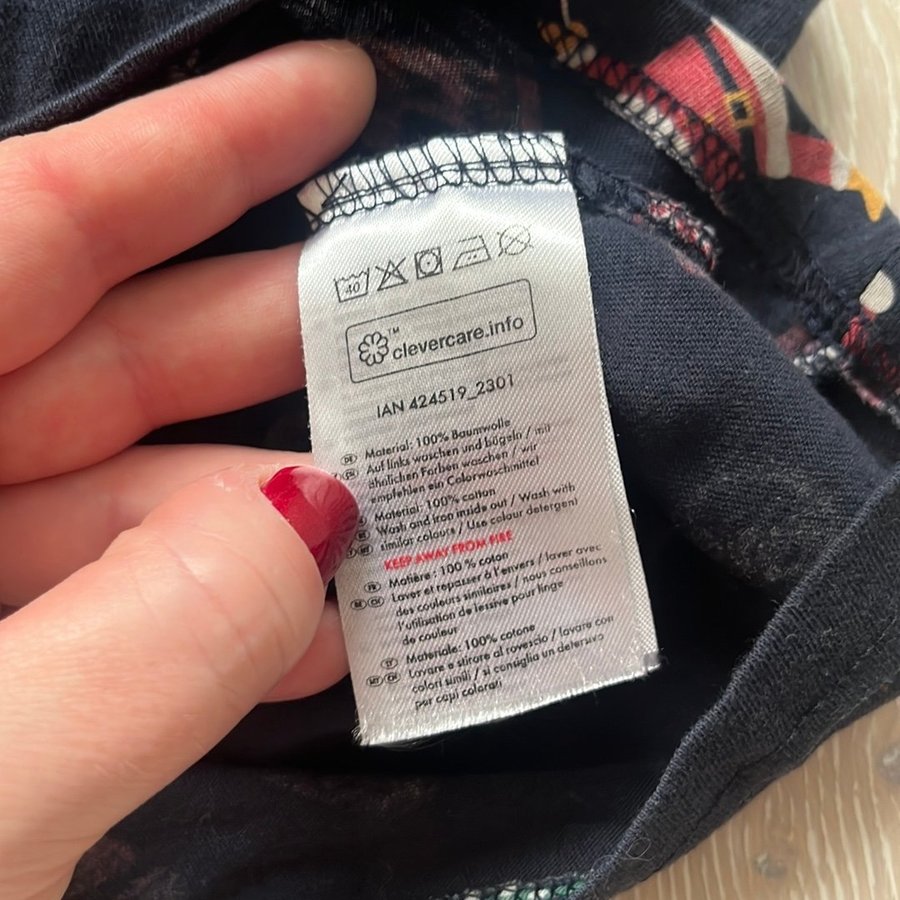 40
™ clevercare.info
IAN 424519_2301
DE Material: 100% Baumwolle
Auf links waschen und bügeln / mit
ähnlichen Farben waschen / wir
empfehlen ein Colorwaschmittel
Material: 100% cotton
Wash and iron inside out / Wash with
similar colours / Use colour detergent
KEEP AWAY FROM FIRE
FR Matière : 100 % coton
Laver et repasser à l'envers / laver avec
des couleurs similaires / nous conseillons
l'utilisation de lessive pour linge
de couleur
IT Materiale: 100% cotone
Lavare e stirare al rovescio / lavare con
colori simili / si consiglia un detersivo
per capi colorati